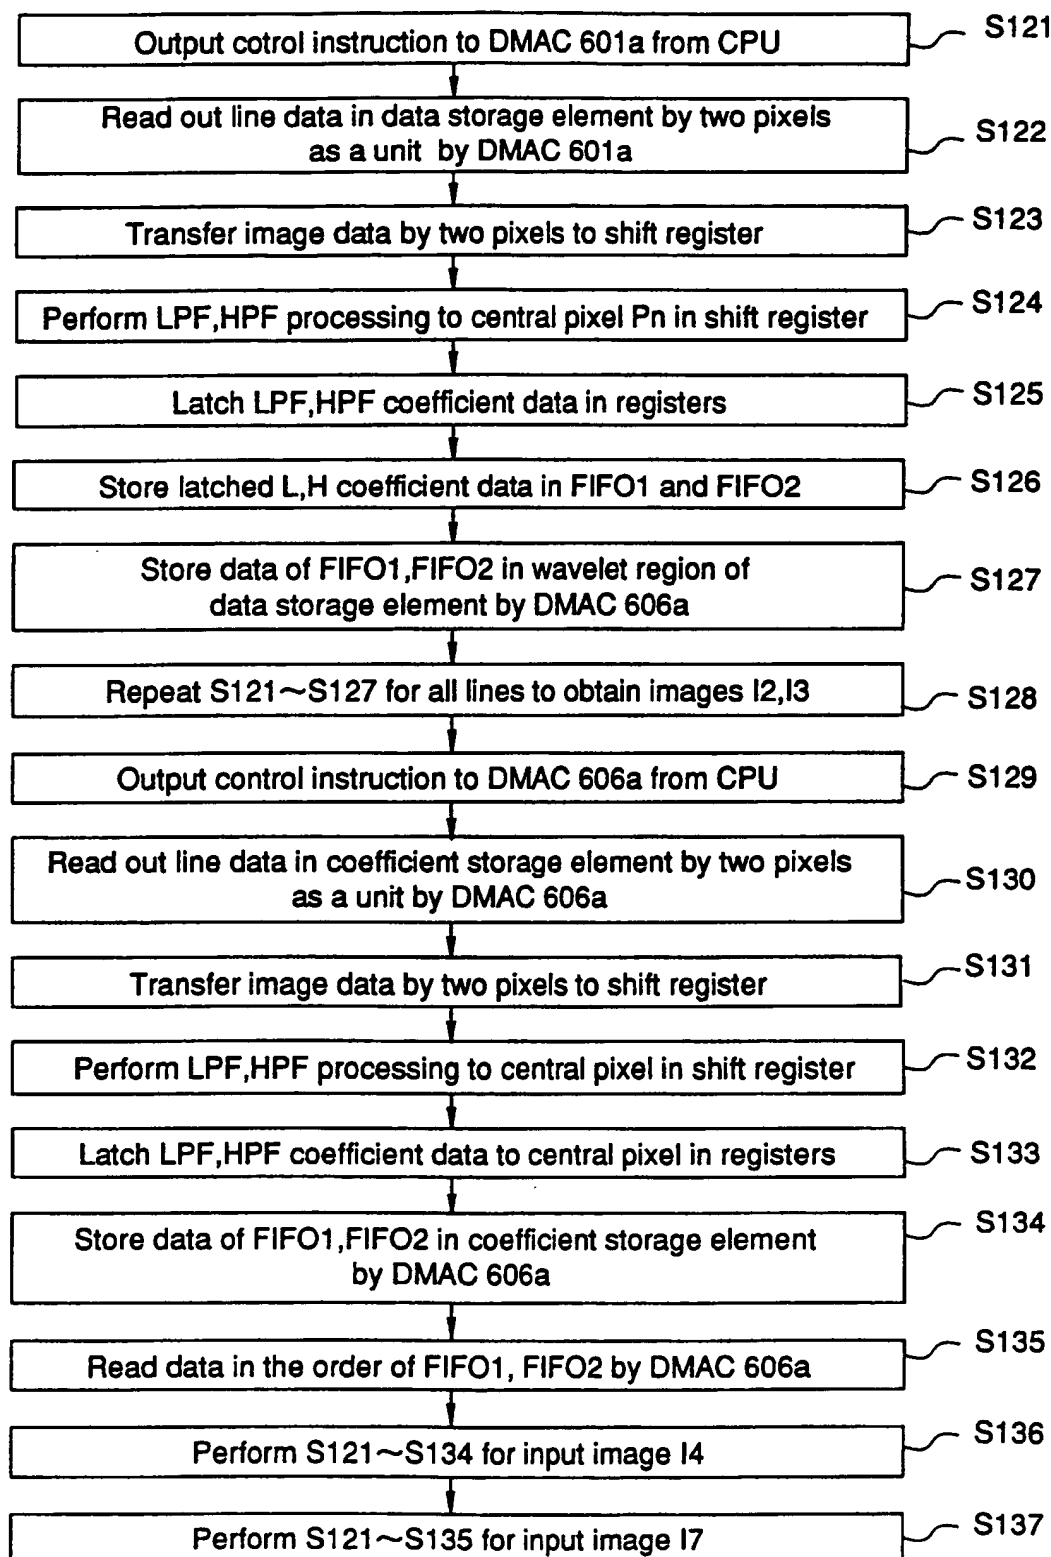 Output cotrol instruction to DMAC 601a from CPU
S121
Read out line data in data storage element by two pixels
as a unit by DMAC 601a
S122
Transfer image data by two pixels to shift register
S123
Perform LPF,HPF processing to central pixel Pn in shift register
S124
Latch LPF,HPF coefficient data in registers
S125
Store latched L,H coefficient data in FIFO1 and FIFO2
S126
Store data of FIFO1,FIFO2 in wavelet region of
data storage element by DMAC 606a
S127
Repeat S121~S127 for all lines to obtain images I2,I3
S128
Output control instruction to DMAC 606a from CPU
S129
Read out line data in coefficient storage element by two pixels
as a unit by DMAC 606a
S130
Transfer image data by two pixels to shift register
S131
Perform LPF,HPF processing to central pixel in shift register
S132
Latch LPF,HPF coefficient data to central pixel in registers
S133
Store data of FIFO1,FIFO2 in coefficient storage element
by DMAC 606a
S134
Read data in the order of FIFO1, FIFO2 by DMAC 606a
S135
Perform S121~S134 for input image I4
S136
Perform S121~S135 for input image I7
S137